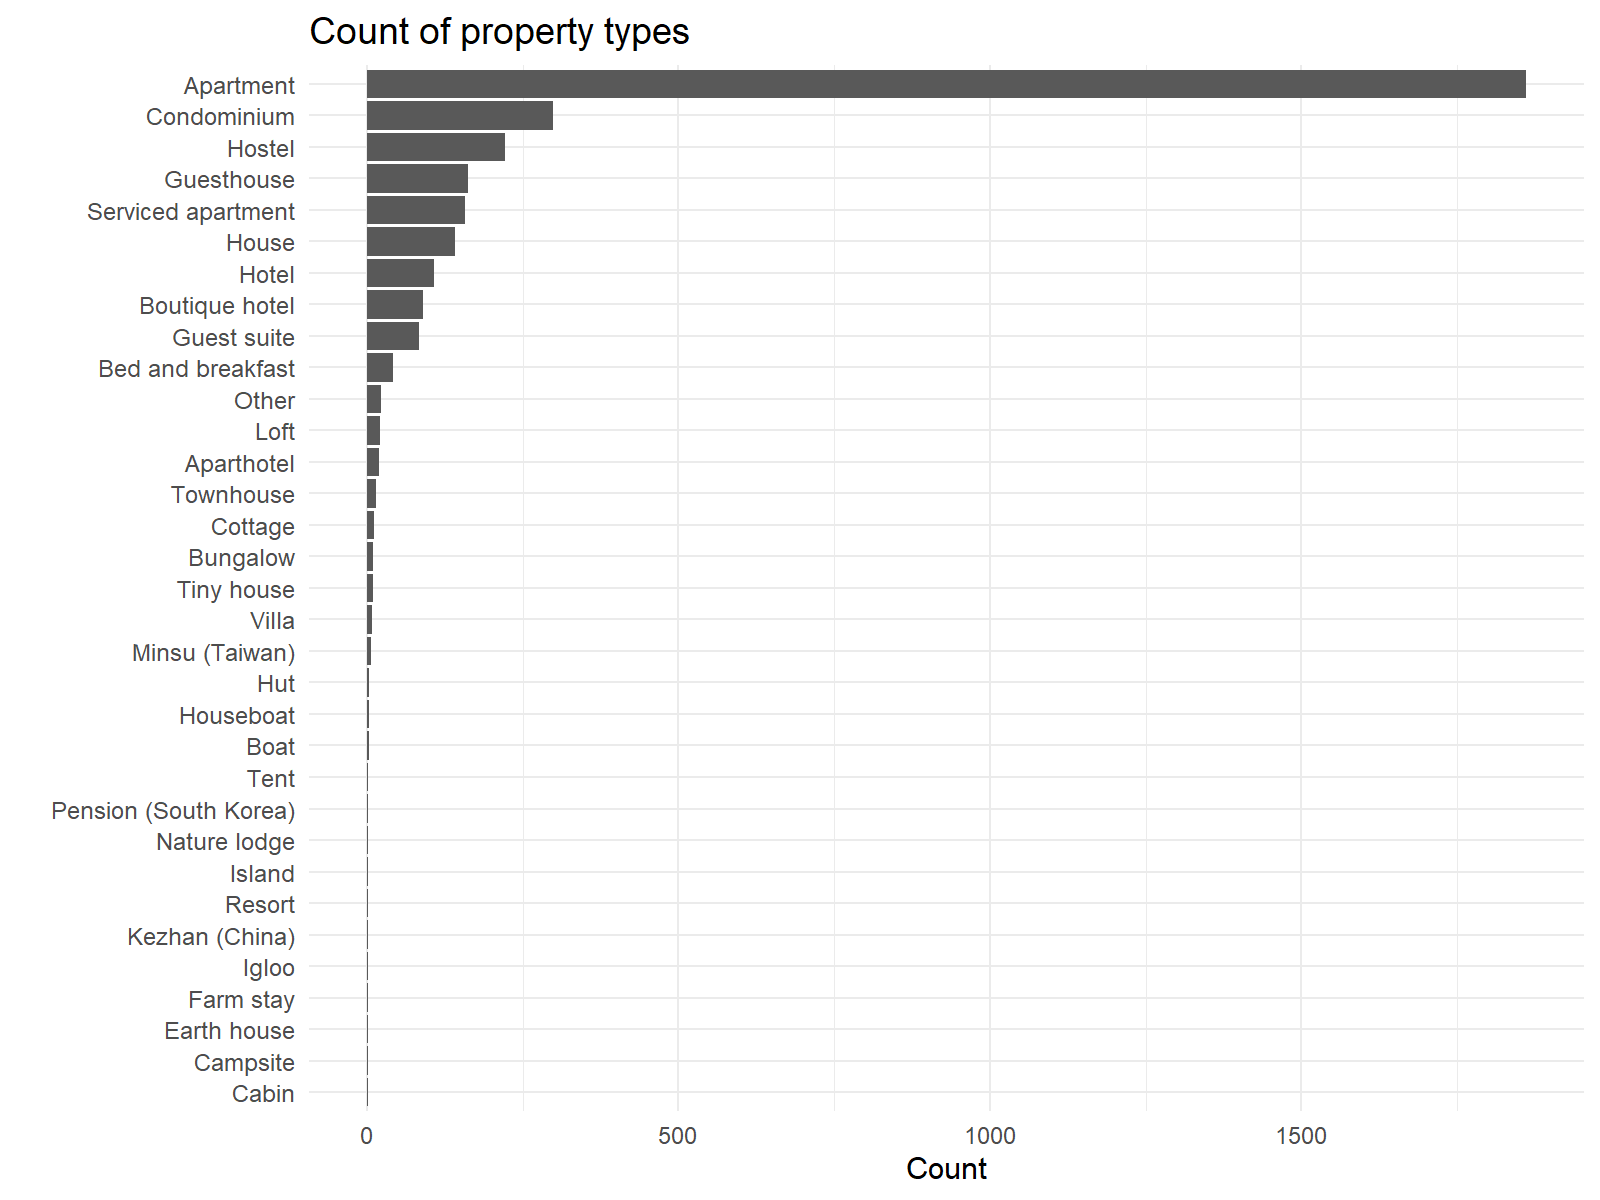 Count of property types
Apartment
Condominium
Hostel
Guesthouse
Serviced apartment
House
Hotel
Boutique hotel
Guest suite
Bed and breakfast
Other
Loft
Aparthotel
Townhouse
Cottage
Bungalow
Tiny house
Villa
Minsu (Taiwan)
Hut
Houseboat
Boat
Tent
Pension (South Korea)
Nature lodge
Island
Resort
Kezhan (China)
Igloo
Farm stay
Earth house
Campsite
Cabin
0 500 1000 1500
Count